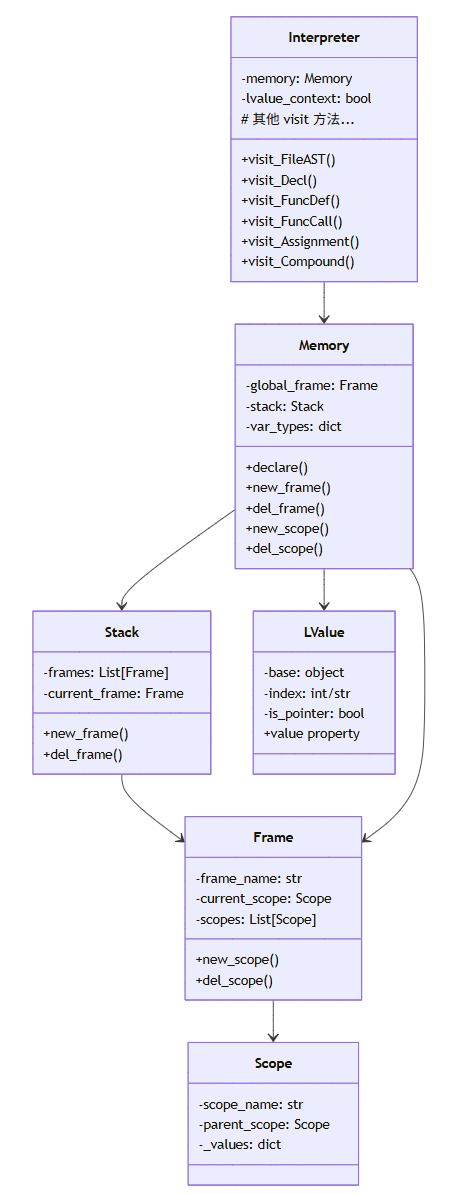 Interpreter
-memory: Memory
-lvalue_context: bool
# 其他 visit 方法...
+visit_FileAST()
+visit_Decl()
+visit_FuncDef()
+visit_FuncCall()
+visit_Assignment()
+visit_Compound()
Memory
-global_frame: Frame
-stack: Stack
-var_types: dict
+declare()
+new_frame()
+del_frame()
+new_scope()
+del_scope()
Stack
-frames: List[Frame]
-current_frame: Frame
+new_frame()
+del_frame()
LValue
-base: object
-index: int/str
-is_pointer: bool
+value property
Frame
-frame_name: str
-current_scope: Scope
-scopes: List[Scope]
+new_scope()
+del_scope()
Scope
-scope_name: str
-parent_scope: Scope
-_values: dict